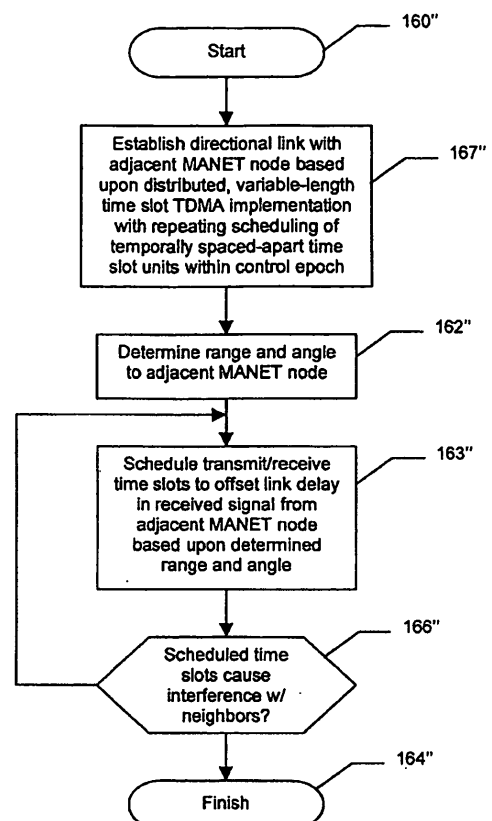 160"
Start
Establish directional link with
adjacent MANET node based
upon distributed, variable-length
time slot TDMA implementation
with repeating scheduling of
temporally spaced-apart time
slot units within control epoch
167"
Determine range and angle
to adjacent MANET node
162"
Schedule transmit/receive
time slots to offset link delay
in received signal from
adjacent MANET node
based upon determined
range and angle
163"
Scheduled time
slots cause
interference w/
neighbors?
166"
Finish
164"